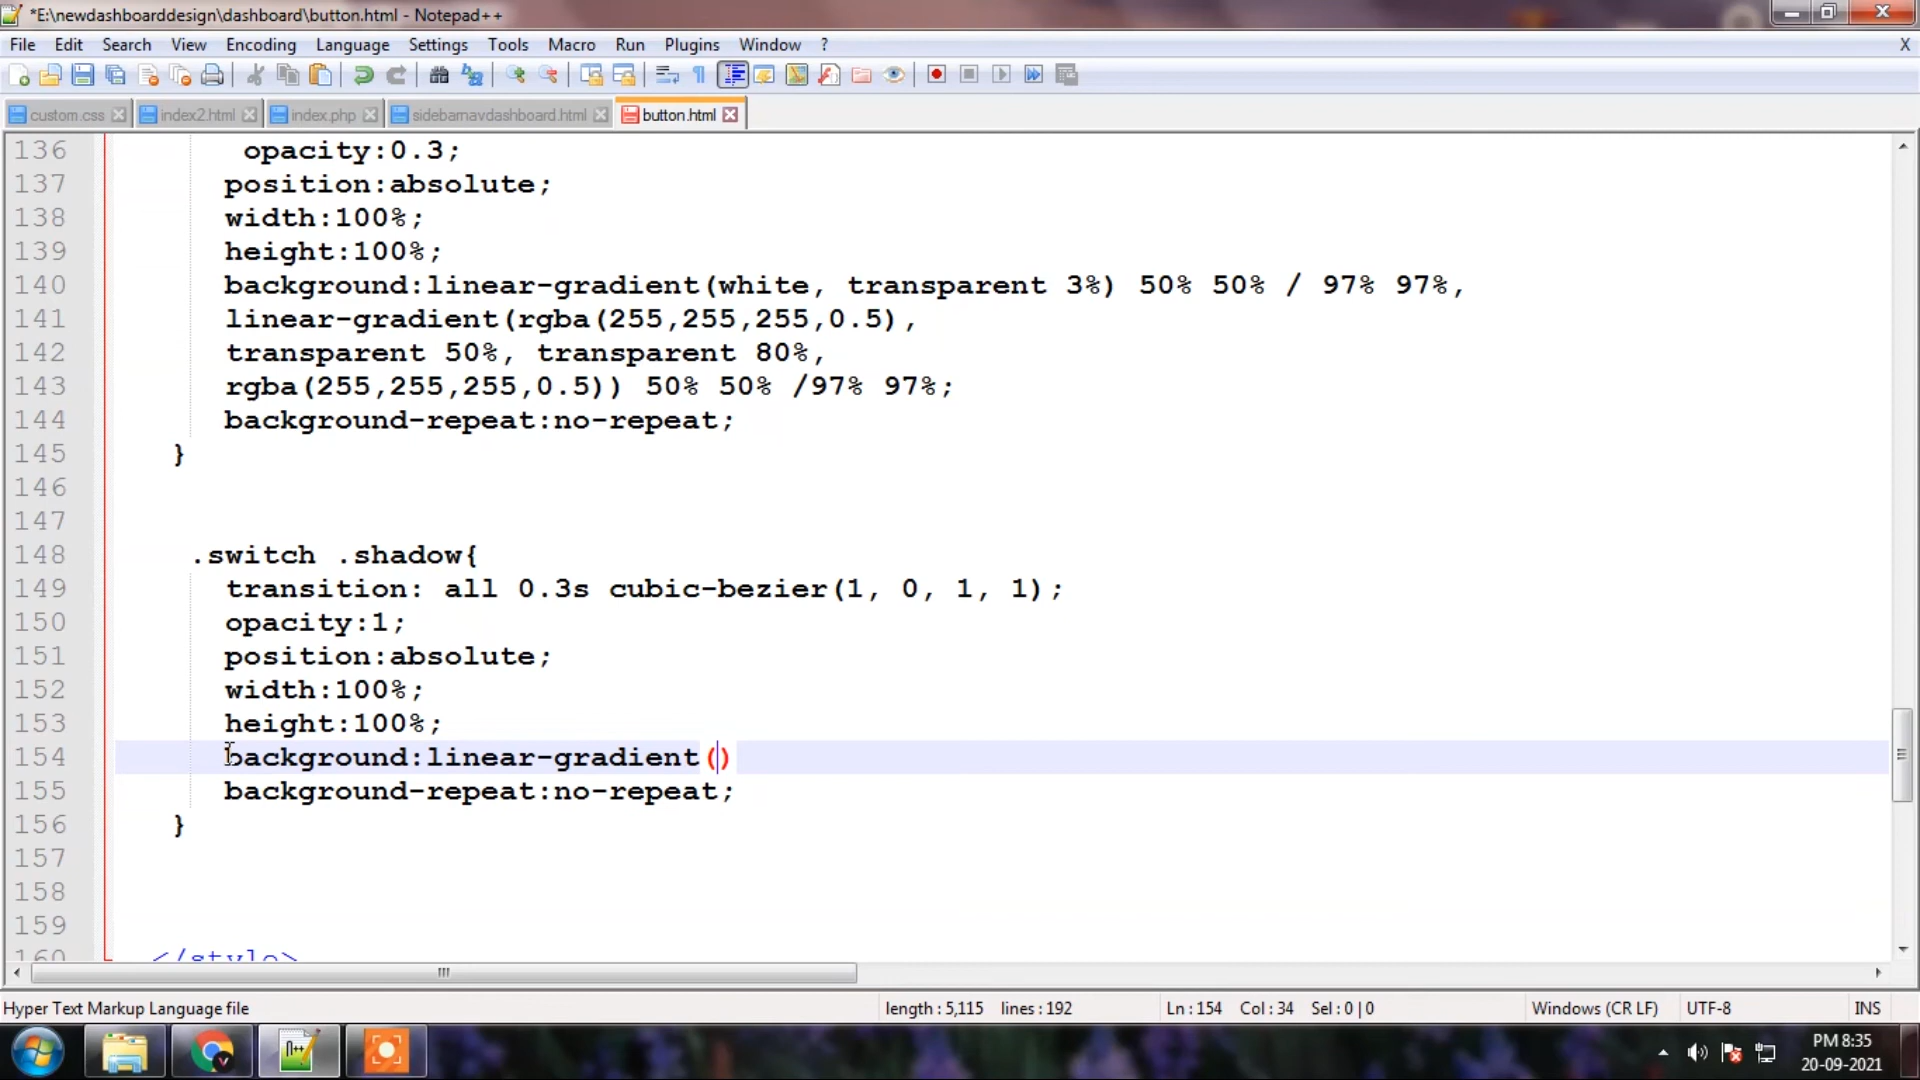 *E:\newdashboarddesign\dashboard\button.html - Notepad++
File Edit Search View Encoding Language Settings Tools Macro Run Plugins Window ? X
custom.css index2.html index.php sidebarnavdashboard.html button.html
136 opacity:0.3;
137 position:absolute;
138 width:100%;
139 height:100%;
140 background:linear-gradient(white, transparent 3%) 50% 50% / 97% 97%,
141 linear-gradient(rgba(255,255,255,0.5),
142 transparent 50%, transparent 80%,
143 rgba(255,255,255,0.5)) 50% 50% /97% 97%;
144 background-repeat:no-repeat;
145 }
146
147
148 .switch .shadow{
149 transition: all 0.3s cubic-bezier(1, 0, 1, 1);
150 opacity:1;
151 position:absolute;
152 width:100%;
153 height:100%;
154 background:linear-gradient()
155 background-repeat:no-repeat;
156 }
157
158
159
160 </style>
Hyper Text Markup Language file length : 5,115 lines : 192 Ln : 154 Col : 34 Sel : 0 | 0 Windows (CR LF) UTF-8 INS
PM 8:35
20-09-2021